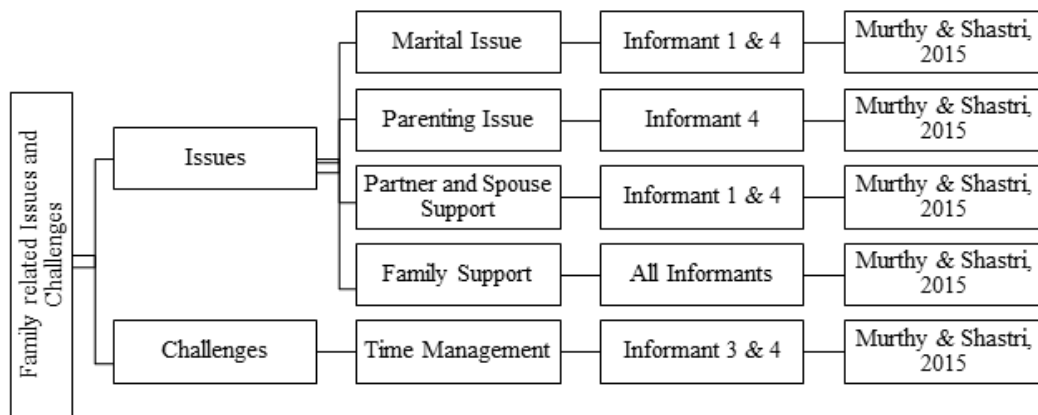 Family related Issues and
Challenges
Issues
Marital Issue
Informant 1 & 4
Murthy & Shastri,
2015
Parenting Issue
Informant 4
Murthy & Shastri,
2015
Partner and Spouse
Support
Informant 1 & 4
Murthy & Shastri,
2015
Family Support
All Informants
Murthy & Shastri,
2015
Challenges
Time Management
Informant 3 & 4
Murthy & Shastri,
2015